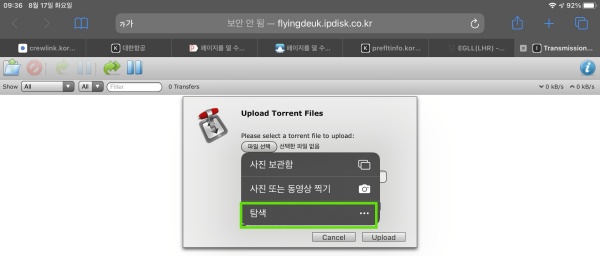 09:36 8월 17일 화요일
92%
가가 보안 안 됨 — flyingdeuk.ipdisk.co.kr
crewlink.kor... K 대한항공 페이지를 열 수... 페이지를 열 수... K prefltinfo.kor... EGLL(LHR) –... Transmission...
Show All All Filter 0 Transfers 0 kB/s 0 kB/s
Upload Torrent Files
Please select a torrent file to upload:
파일 선택 선택한 파일 없음
사진 보관함
사진 또는 동영상 찍기
탐색
Cancel Upload